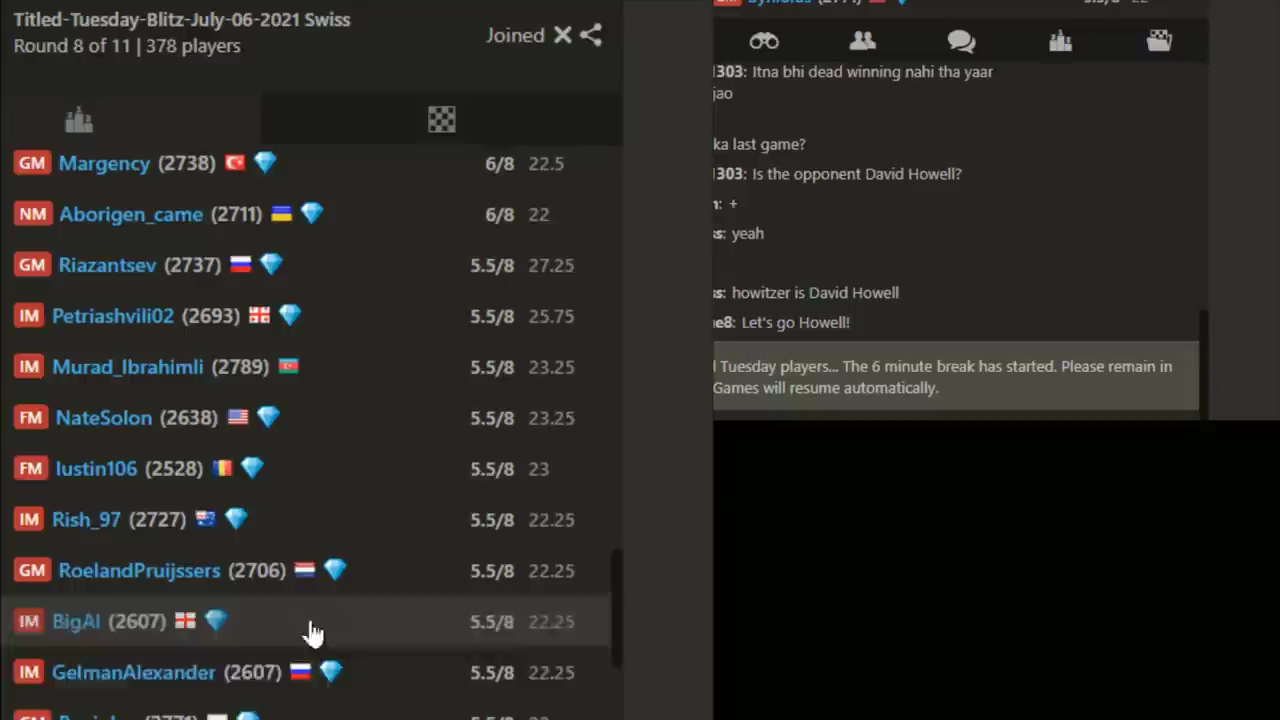 Titled-Tuesday-Blitz-July-06-2021 Swiss
Round 8 of 11 | 378 players
Joined
GM Margency (2738) 6/8 22.5
NM Aborigen_came (2711) 6/8 22
GM Riazantsev (2737) 5.5/8 27.25
IM Petriashvili02 (2693) 5.5/8 25.75
IM Murad_Ibrahimli (2789) 5.5/8 23.25
FM NateSolon (2638) 5.5/8 23.25
FM Iustin106 (2528) 5.5/8 23
IM Rish_97 (2727) 5.5/8 22.25
GM RoelandPruijssers (2706) 5.5/8 22.25
IM BigAl (2607) 5.5/8 22.25
IM GelmanAlexander (2607) 5.5/8 22.25
303: Itna bhi dead winning nahi tha yaar
jao
ka last game?
303: Is the opponent David Howell?
: +
s: yeah
s: howitzer is David Howell
e8: Let's go Howell!
Tuesday players... The 6 minute break has started. Please remain in
Games will resume automatically.